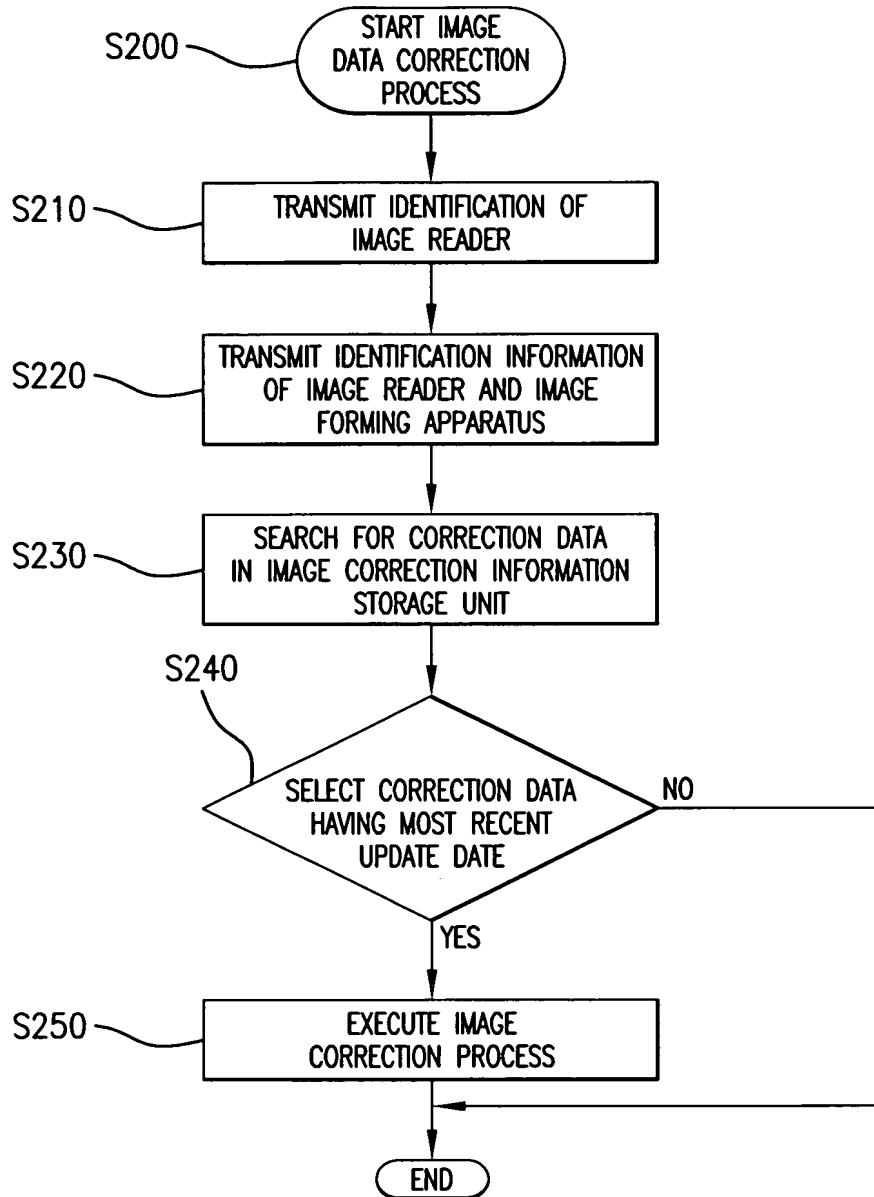 S200
START IMAGE
DATA CORRECTION
PROCESS
S210
TRANSMIT IDENTIFICATION OF
IMAGE READER
S220
TRANSMIT IDENTIFICATION INFORMATION
OF IMAGE READER AND IMAGE
FORMING APPARATUS
S230
SEARCH FOR CORRECTION DATA
IN IMAGE CORRECTION INFORMATION
STORAGE UNIT
S240
SELECT CORRECTION DATA
HAVING MOST RECENT
UPDATE DATE
NO
YES
S250
EXECUTE IMAGE
CORRECTION PROCESS
END